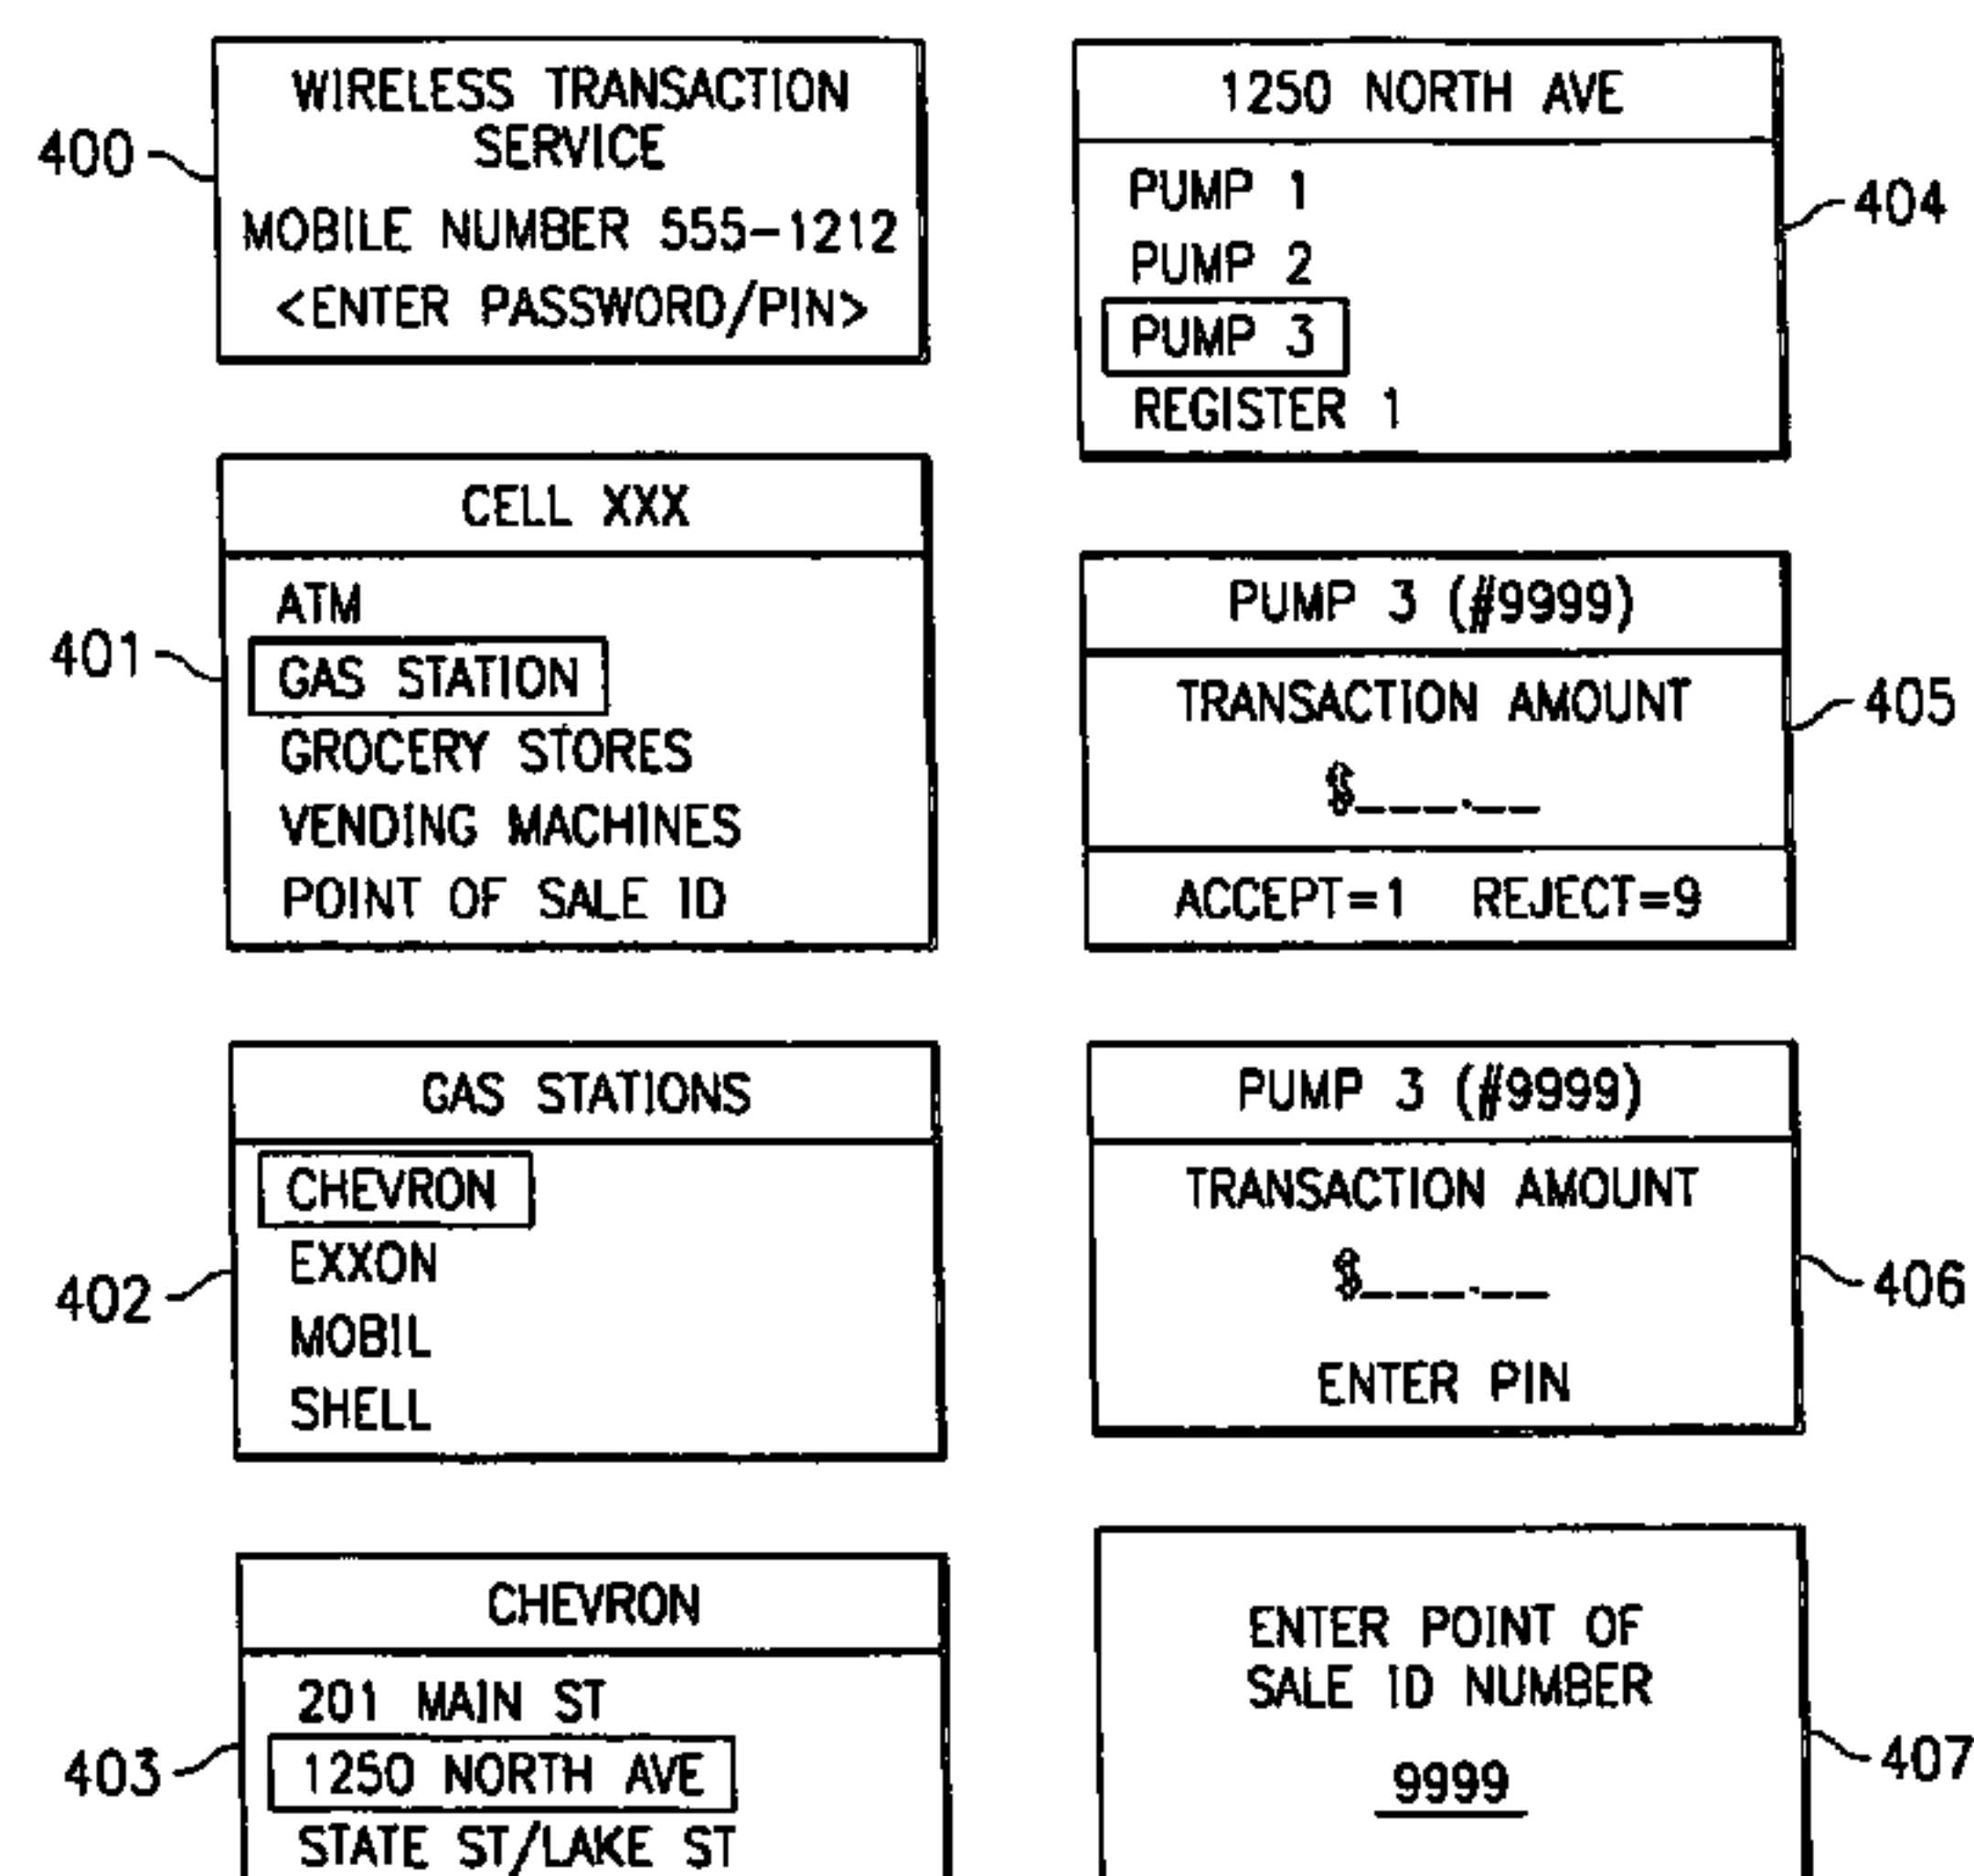 400
WIRELESS TRANSACTION
SERVICE
MOBILE NUMBER 555-1212
<ENTER PASSWORD/PIN>
401
CELL XXX
ATM
GAS STATION
GROCERY STORES
VENDING MACHINES
POINT OF SALE ID
402
GAS STATIONS
CHEVRON
EXXON
MOBIL
SHELL
403
CHEVRON
201 MAIN ST
1250 NORTH AVE
STATE ST/LAKE ST
404
1250 NORTH AVE
PUMP 1
PUMP 2
PUMP 3
REGISTER 1
405
PUMP 3 (#9999)
TRANSACTION AMOUNT
$___.__
ACCEPT=1 REJECT=9
406
PUMP 3 (#9999)
TRANSACTION AMOUNT
$___.__
ENTER PIN
407
ENTER POINT OF
SALE ID NUMBER
9999